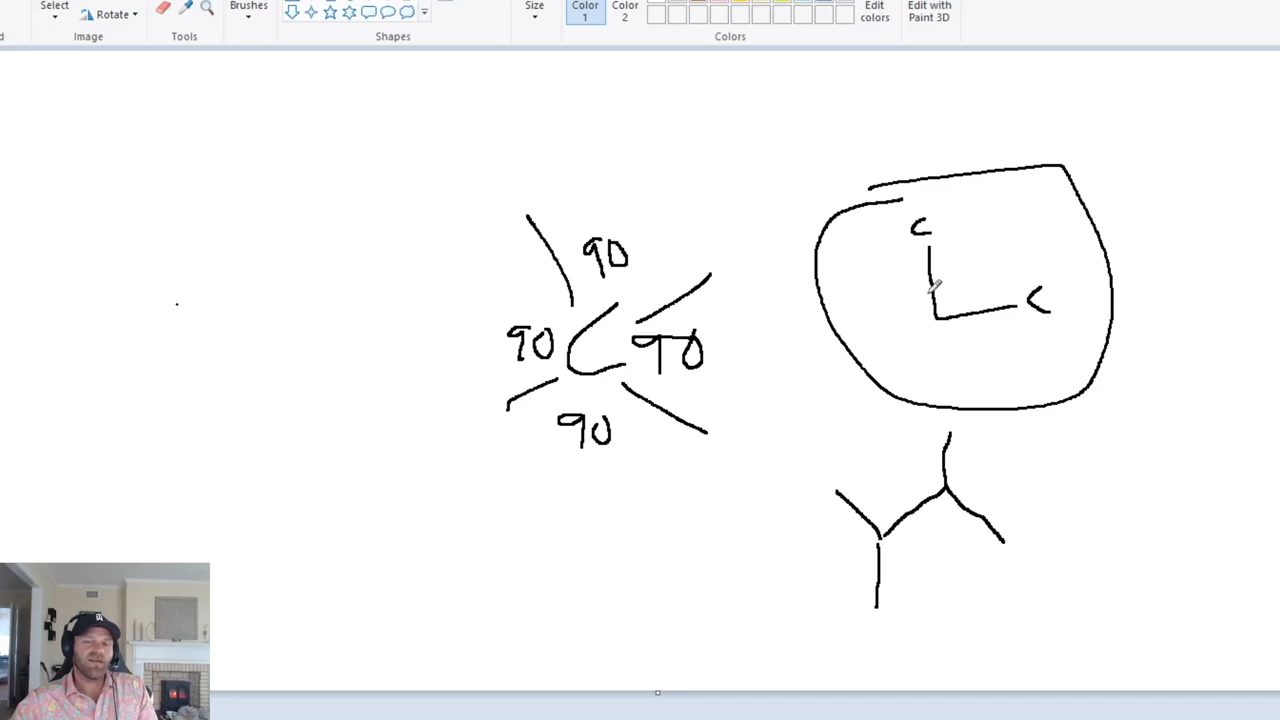 Select
Rotate
Image
Tools
Brushes
Shapes
Size
Color
1
Color
2
Colors
Edit
colors
Edit with
Paint 3D
90
90 C 90
90
C
C